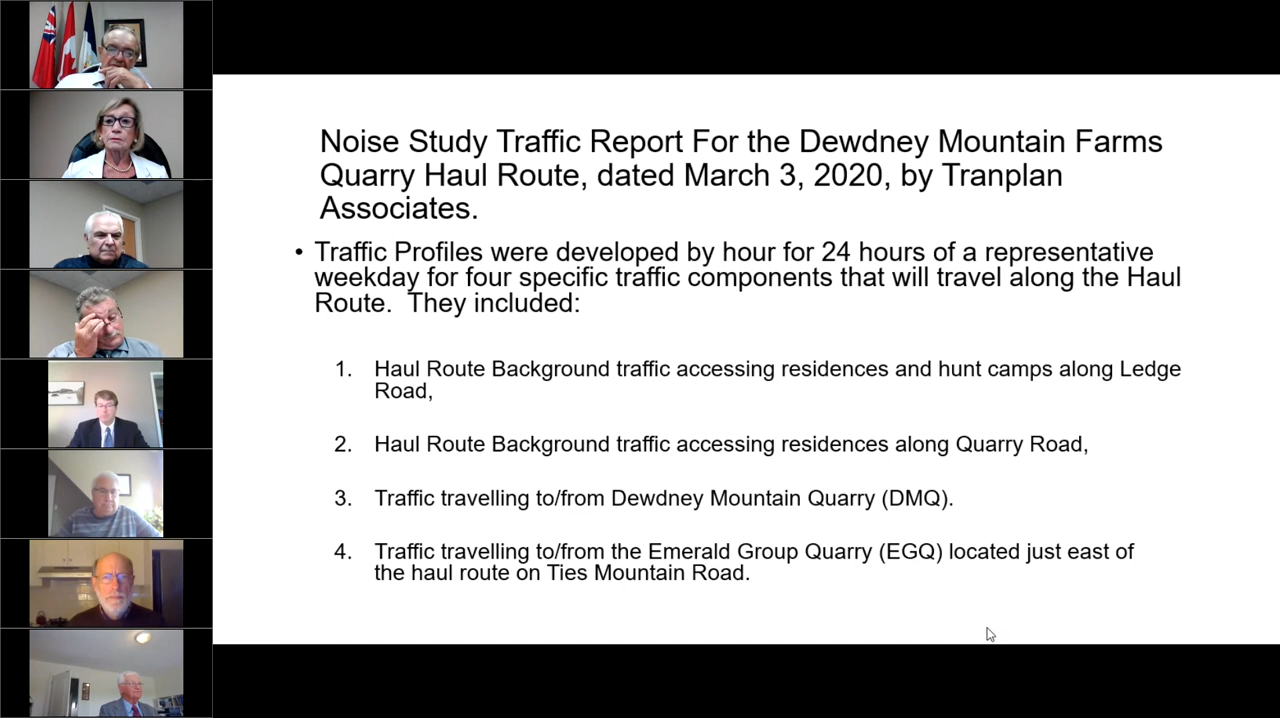 Noise Study Traffic Report For the Dewdney Mountain Farms
Quarry Haul Route, dated March 3, 2020, by Tranplan
Associates.
• Traffic Profiles were developed by hour for 24 hours of a representative
weekday for four specific traffic components that will travel along the Haul
Route.  They included:
1. Haul Route Background traffic accessing residences and hunt camps along Ledge
Road,
2. Haul Route Background traffic accessing residences along Quarry Road,
3. Traffic travelling to/from Dewdney Mountain Quarry (DMQ).
4. Traffic travelling to/from the Emerald Group Quarry (EGQ) located just east of
the haul route on Ties Mountain Road.